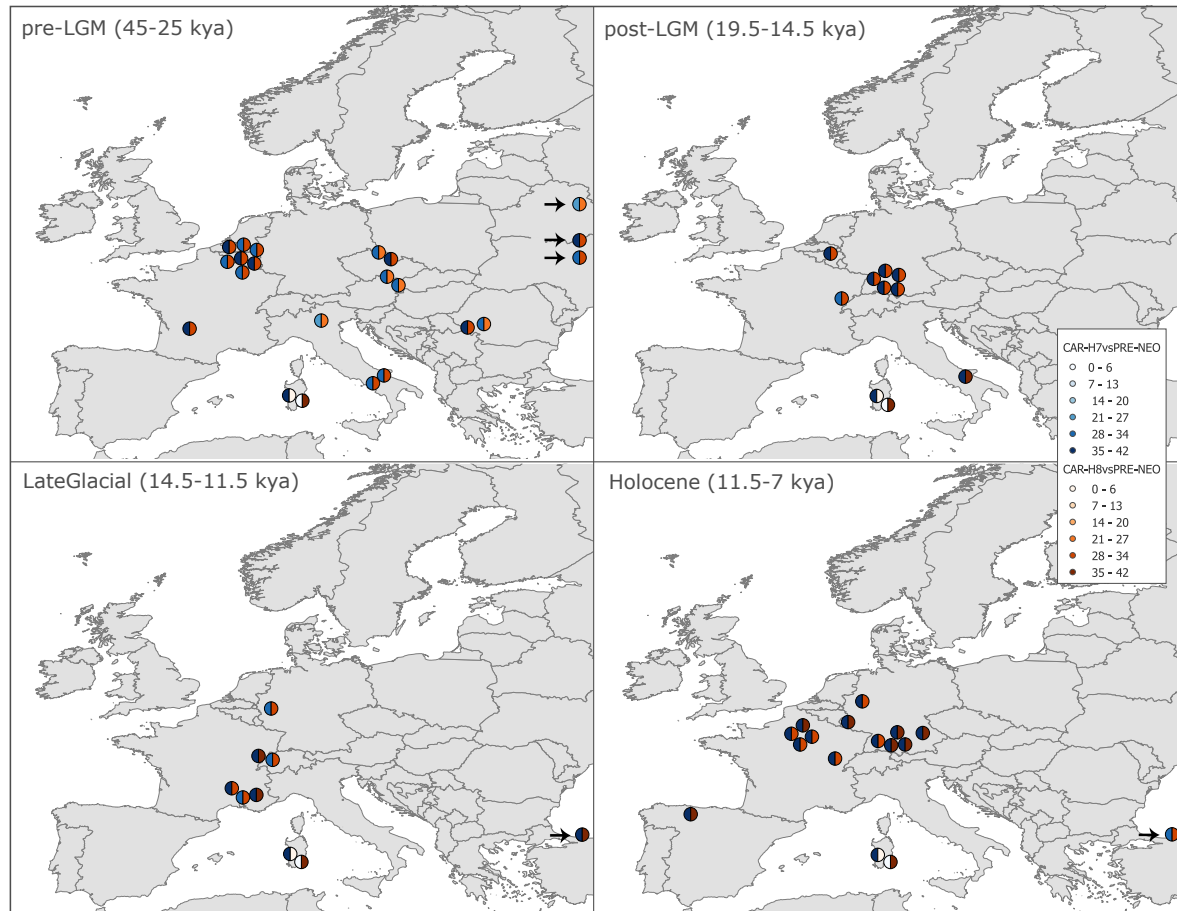 pre-LGM (45-25 kya)
post-LGM (19.5-14.5 kya)
CAR-H7vsPRE-NEO
0 - 6
7 - 13
14 - 20
21 - 27
28 - 34
35 - 42
CAR-H8vsPRE-NEO
0 - 6
7 - 13
14 - 20
21 - 27
28 - 34
35 - 42
LateGlacial (14.5-11.5 kya)
Holocene (11.5-7 kya)